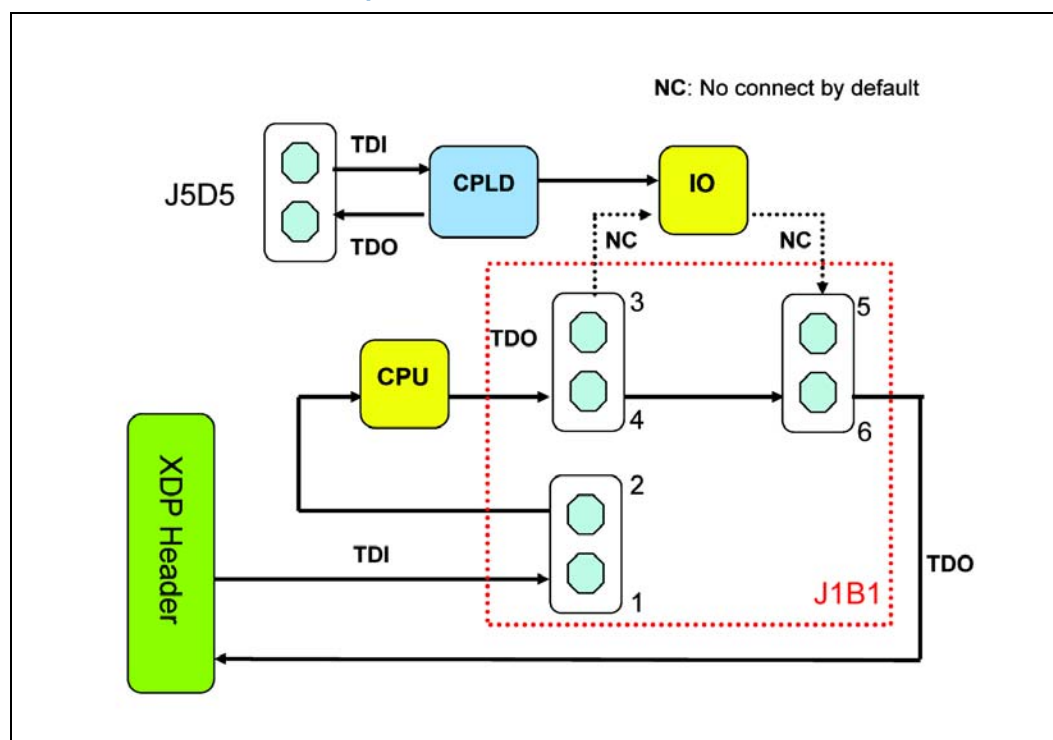 NC: No connect by default
TDI
J5D5
CPLD
IO
TDO
NC
NC
3
5
TDO
CPU
4
6
XDP Header
2
TDI
TDO
1
J1B1